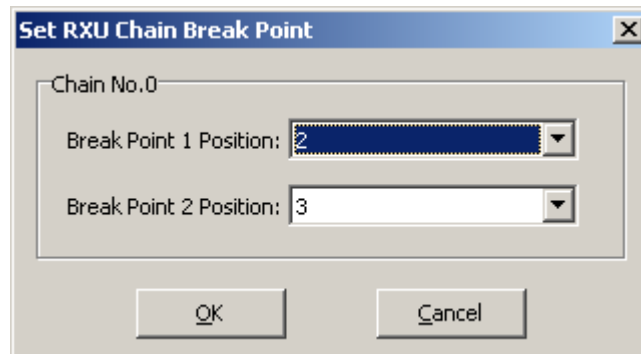 Set RXU Chain Break Point
Chain No.0
Break Point 1 Position: 2
Break Point 2 Position: 3
OK Cancel